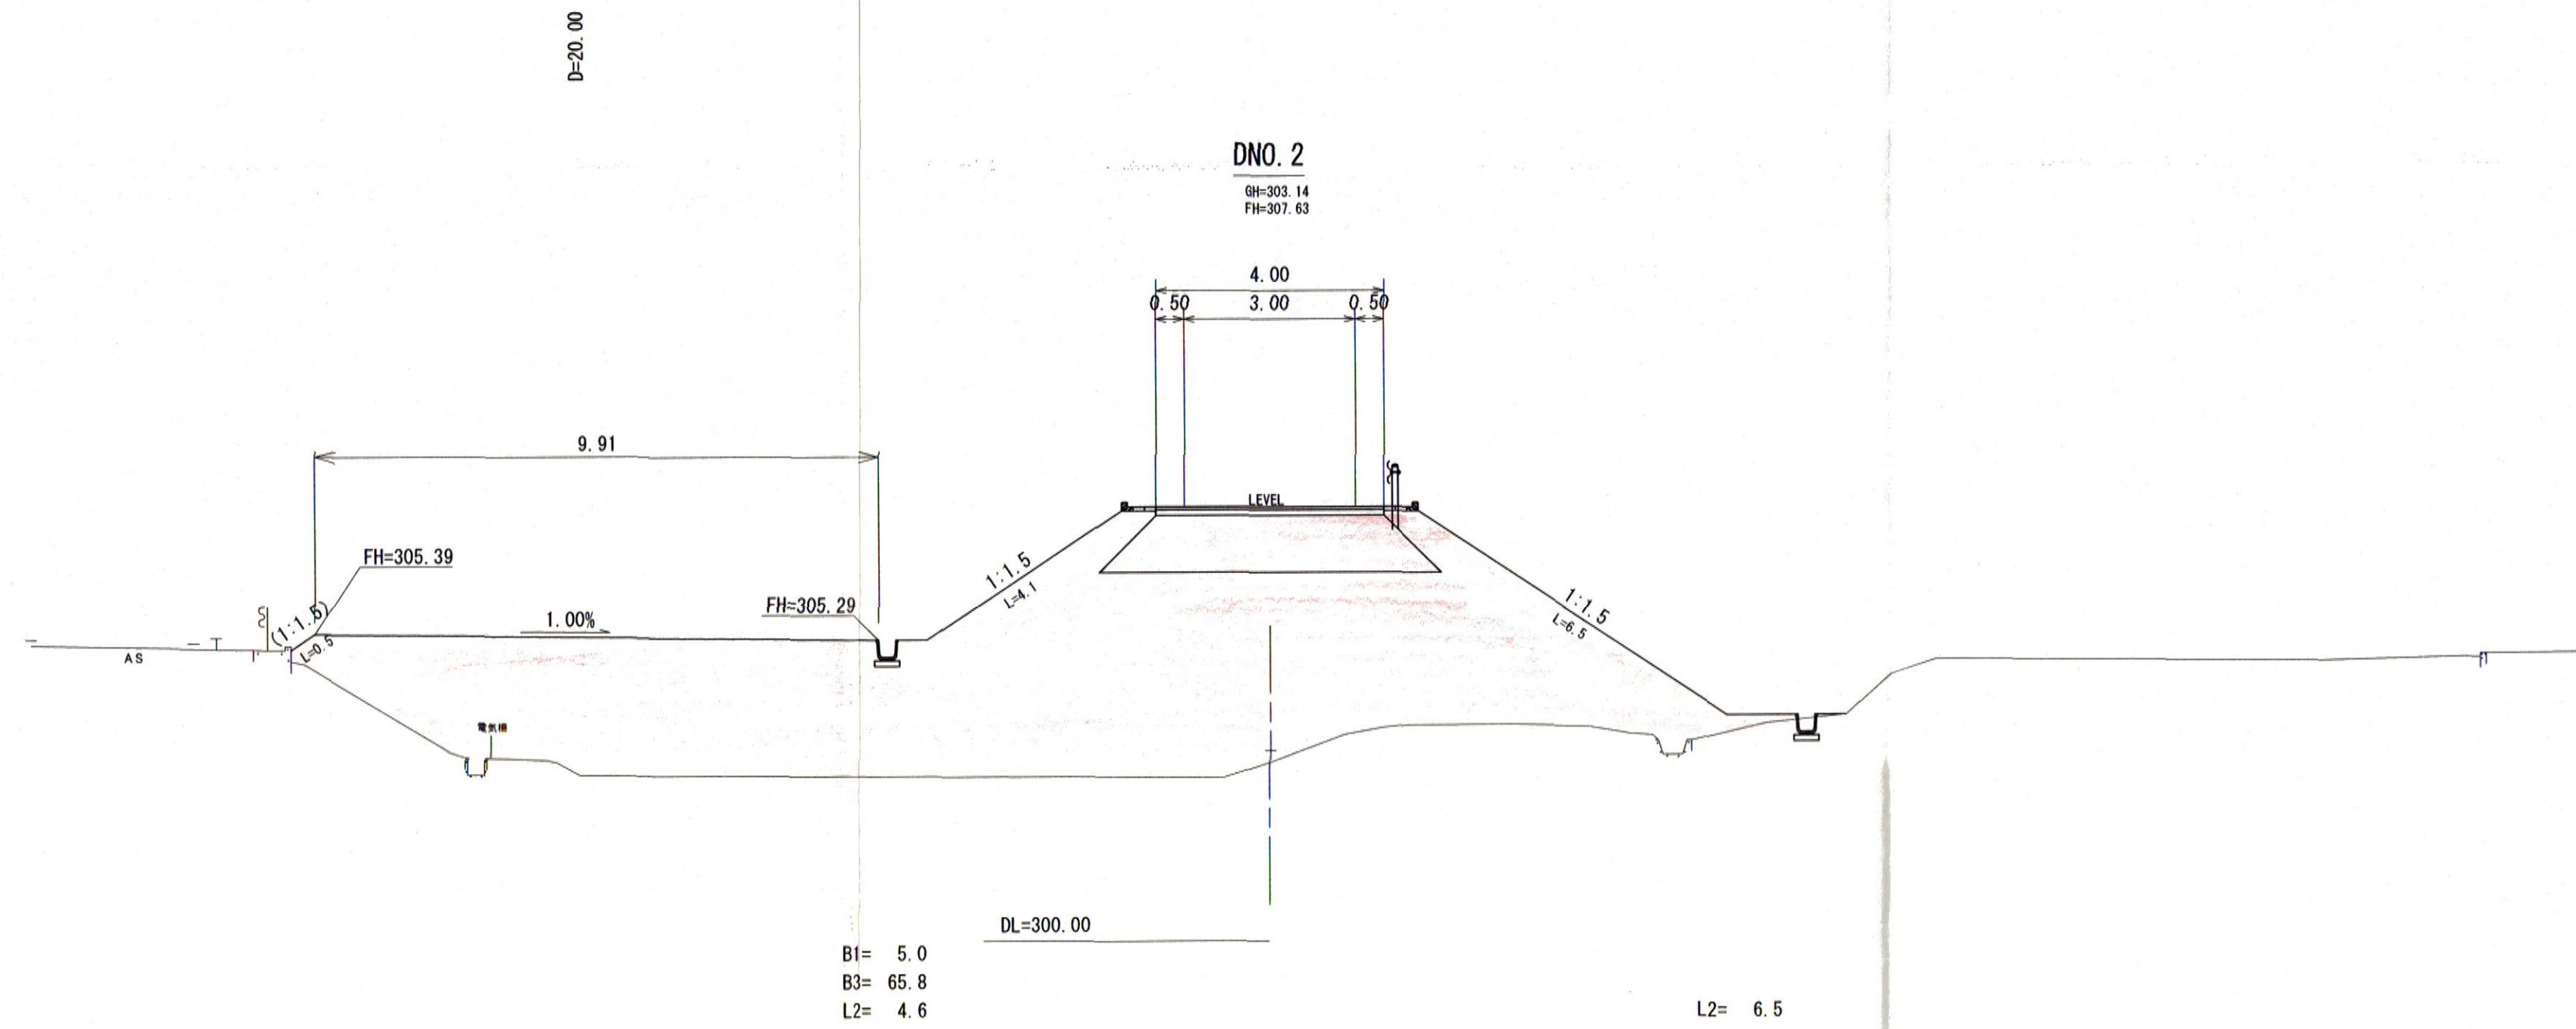 D=20.00
DNO. 2
GH=303.14
FH=307.63
4.00
0.50 3.00 0.50
9.91
LEVEL
FH=305.39
1:1.5
L=4.1
FH=305.29
1:1.5
L=6.5
1.00%
(1:1.5)
L=0.5
AS
電気柵
DL=300.00
B1= 5.0
B3= 65.8
L2= 4.6
L2= 6.5